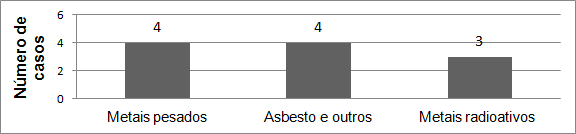 Número de
casos
6
4
2
0
4
4
3
Metais pesados
Asbesto e outros
Metais radioativos